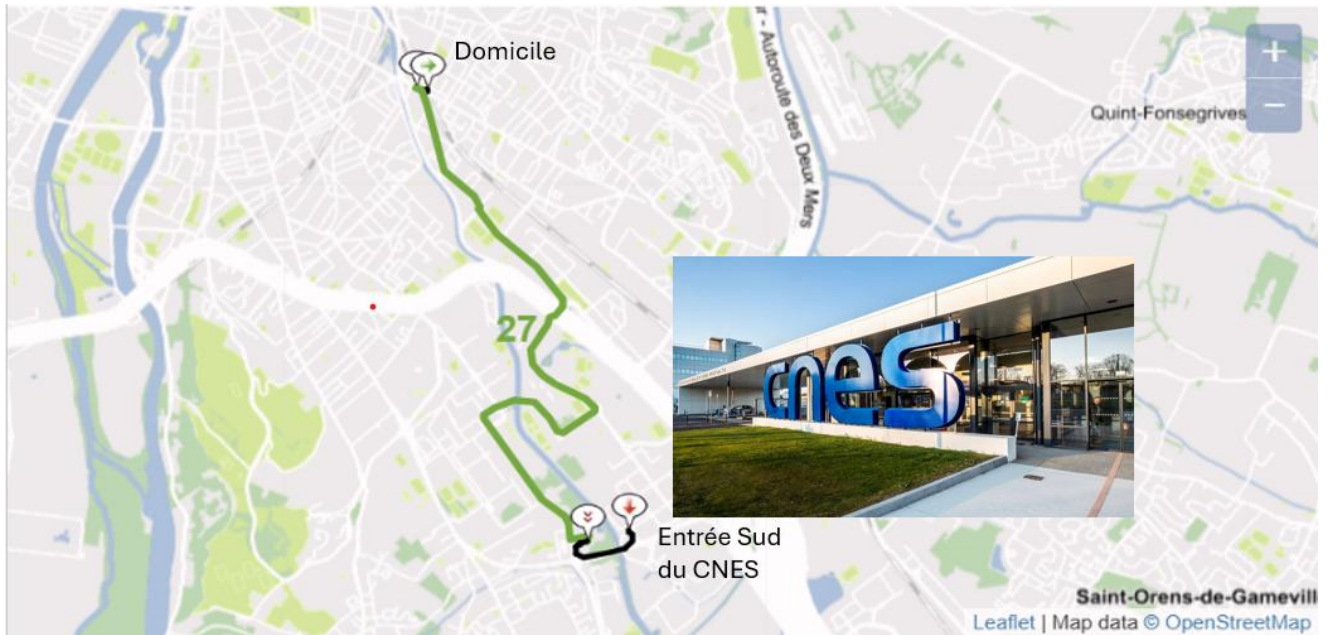 Domicile
r - Autoroute des Deux Mers
Quint-Fonsegrives
+
−
27
cnes
Entrée Sud
du CNES
Saint-Orens-de-Gamevill
Leaflet | Map data © OpenStreetMap